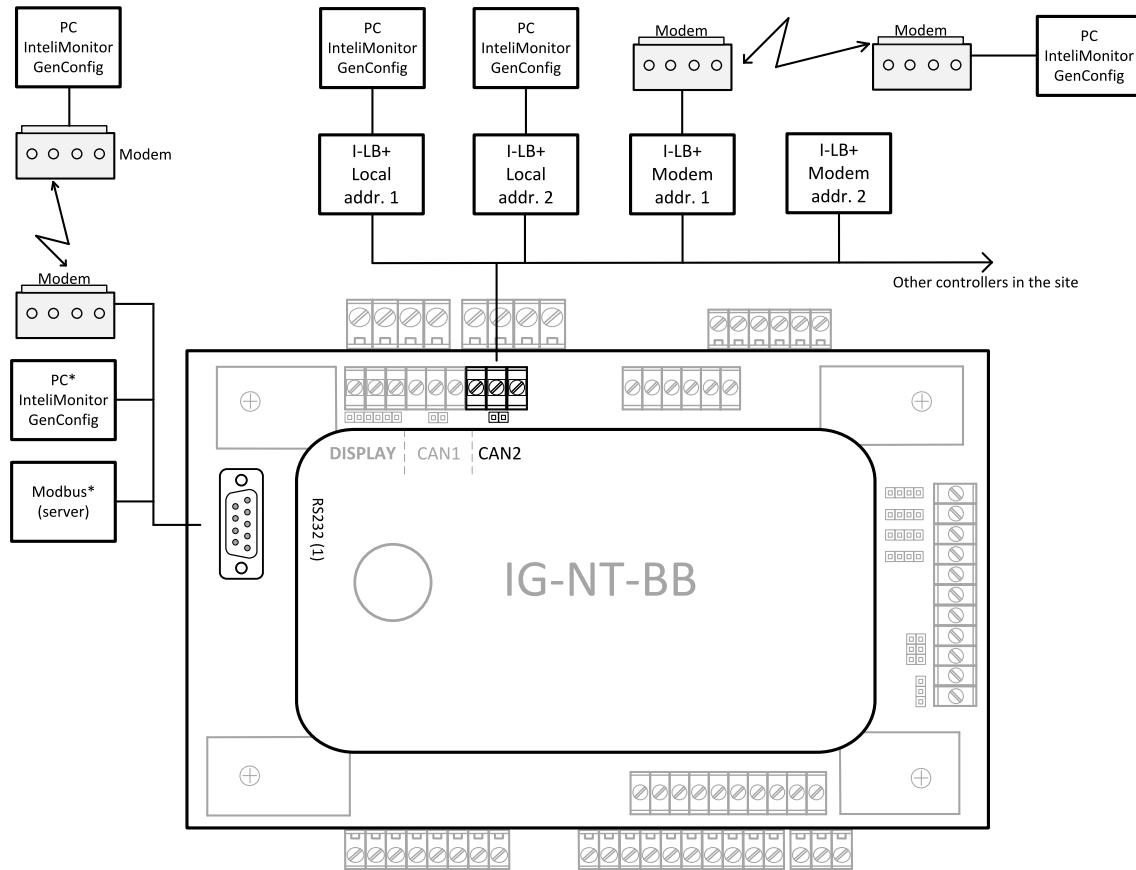 PC
InteliMonitor
GenConfig
PC
InteliMonitor
GenConfig
PC
InteliMonitor
GenConfig
Modem
Modem
PC
InteliMonitor
GenConfig
Modem
I-LB+
Local
addr. 1
I-LB+
Local
addr. 2
I-LB+
Modem
addr. 1
I-LB+
Modem
addr. 2
Other controllers in the site
Modem
PC*
InteliMonitor
GenConfig
Modbus*
(server)
DISPLAY
CAN1
CAN2
RS232 (1)
IG-NT-BB